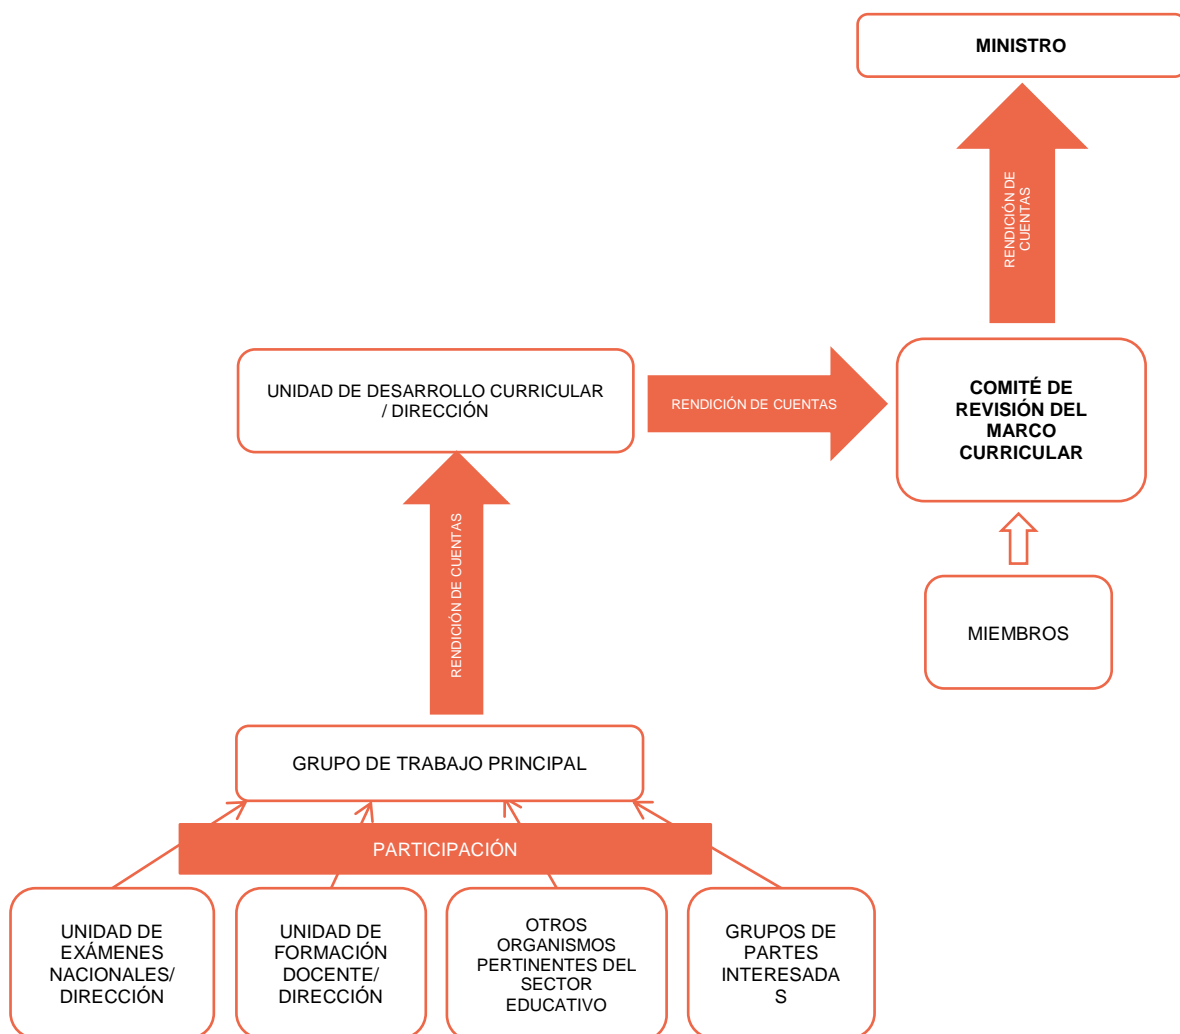 MINISTRO
RENDICIÓN DE
CUENTAS
UNIDAD DE DESARROLLO CURRICULAR
/ DIRECCIÓN
RENDICIÓN DE CUENTAS
COMITÉ DE
REVISIÓN DEL
MARCO
CURRICULAR
RENDICIÓN DE CUENTAS
MIEMBROS
GRUPO DE TRABAJO PRINCIPAL
PARTICIPACIÓN
UNIDAD DE
EXÁMENES
NACIONALES/
DIRECCIÓN
UNIDAD DE
FORMACIÓN
DOCENTE/
DIRECCIÓN
OTROS
ORGANISMOS
PERTINENTES DEL
SECTOR
EDUCATIVO
GRUPOS DE
PARTES
INTERESADA
S